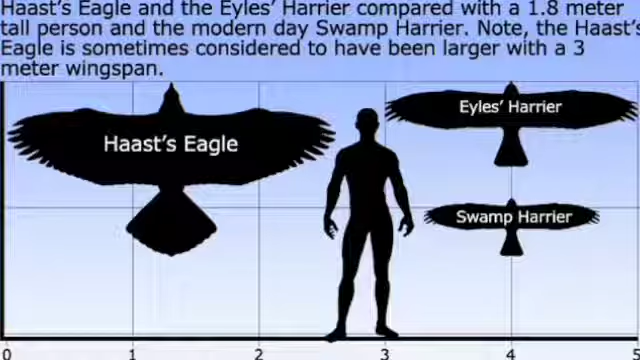 Haast's Eagle and the Eyles' Harrier compared with a 1.8 meter
tall person and the modern day Swamp Harrier. Note, the Haast's
Eagle is sometimes considered to have been larger with a 3
meter wingspan.
Haast's Eagle
Eyles' Harrier
Swamp Harrier
0 1 2 3 4 5